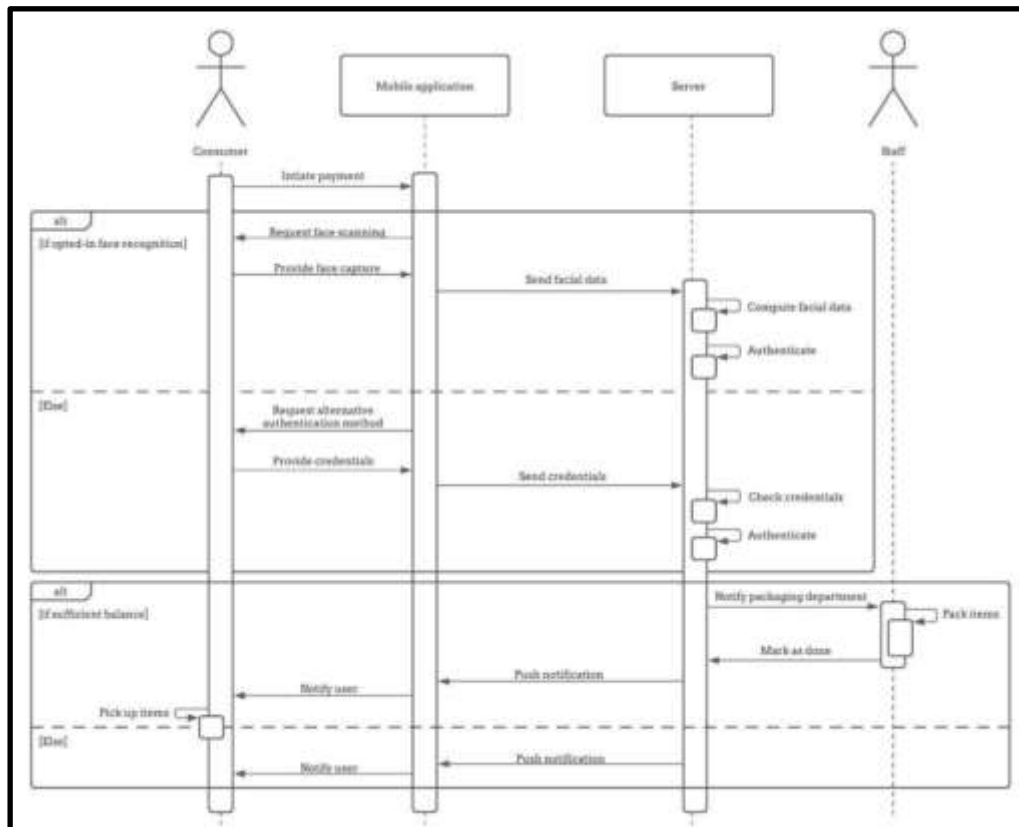 Mobile application
Server
Consumer
Staff
Intiate payment
alt
[if opted-in face recognition]
Request face scanning
Provide face capture
Send facial data
Compute facial data
Authenticate
[Else]
Request alternative
authentication method
Provide credentials
Send credentials
Check credentials
Authenticate
alt
[if sufficient balance]
Notify packaging department
Pack items
Mark as done
Push notification
Notify user
Pick up items
[Else]
Push notification
Notify user